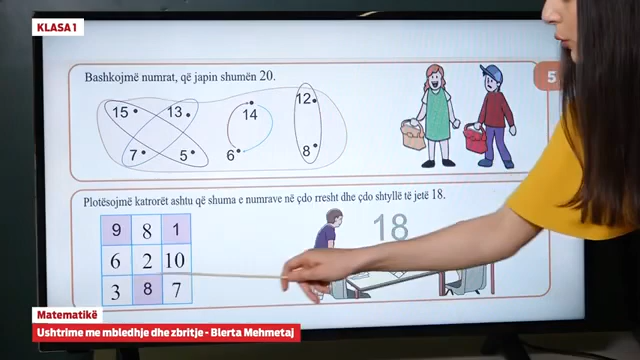 KLASA 1
Bashkojmë numrat, që japin shumën 20.
5
15 13 14 12
7 5 6 8
Plotësojmë katrorët ashtu që shuma e numrave në çdo rresht dhe çdo shtyllë të jetë 18.
9 8 1
18
6 2 10
3 8 7
Matematikë
Ushtrime me mbledhje dhe zbritje - Blerta Mehmetaj